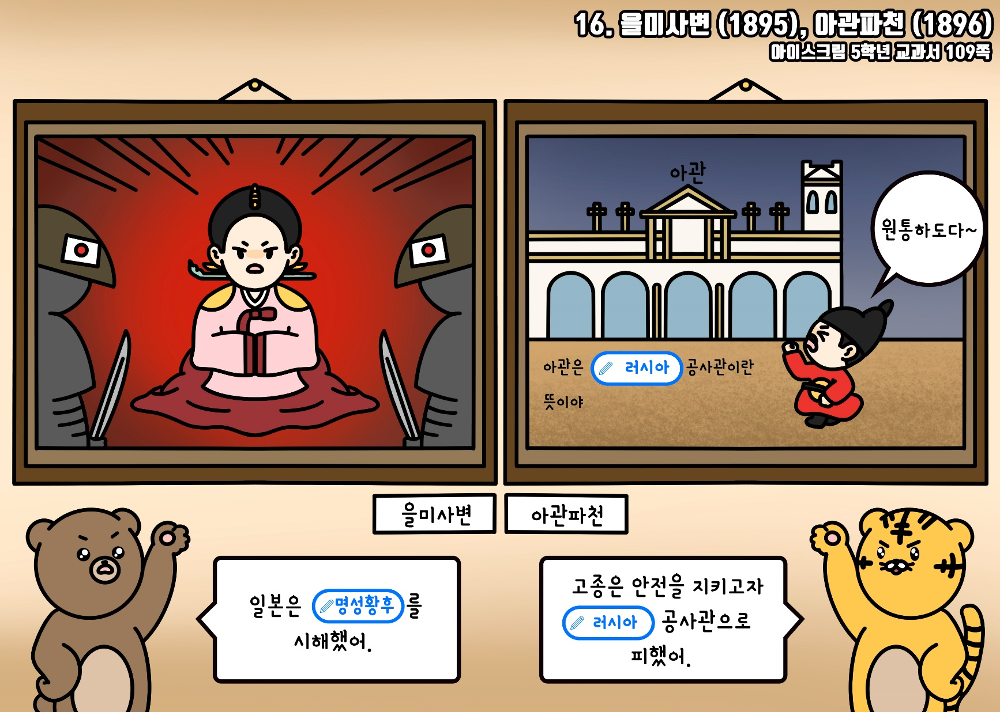 16. 을미사변 (1895), 아관파천 (1896)
아이스크림 5학년 교과서 109쪽
아관
원통하도다~
아관은 러시아 공사관이란
뜻이야
을미사변
아관파천
일본은 명성황후를
시해했어.
고종은 안전을 지키고자
러시아 공사관으로
피했어.